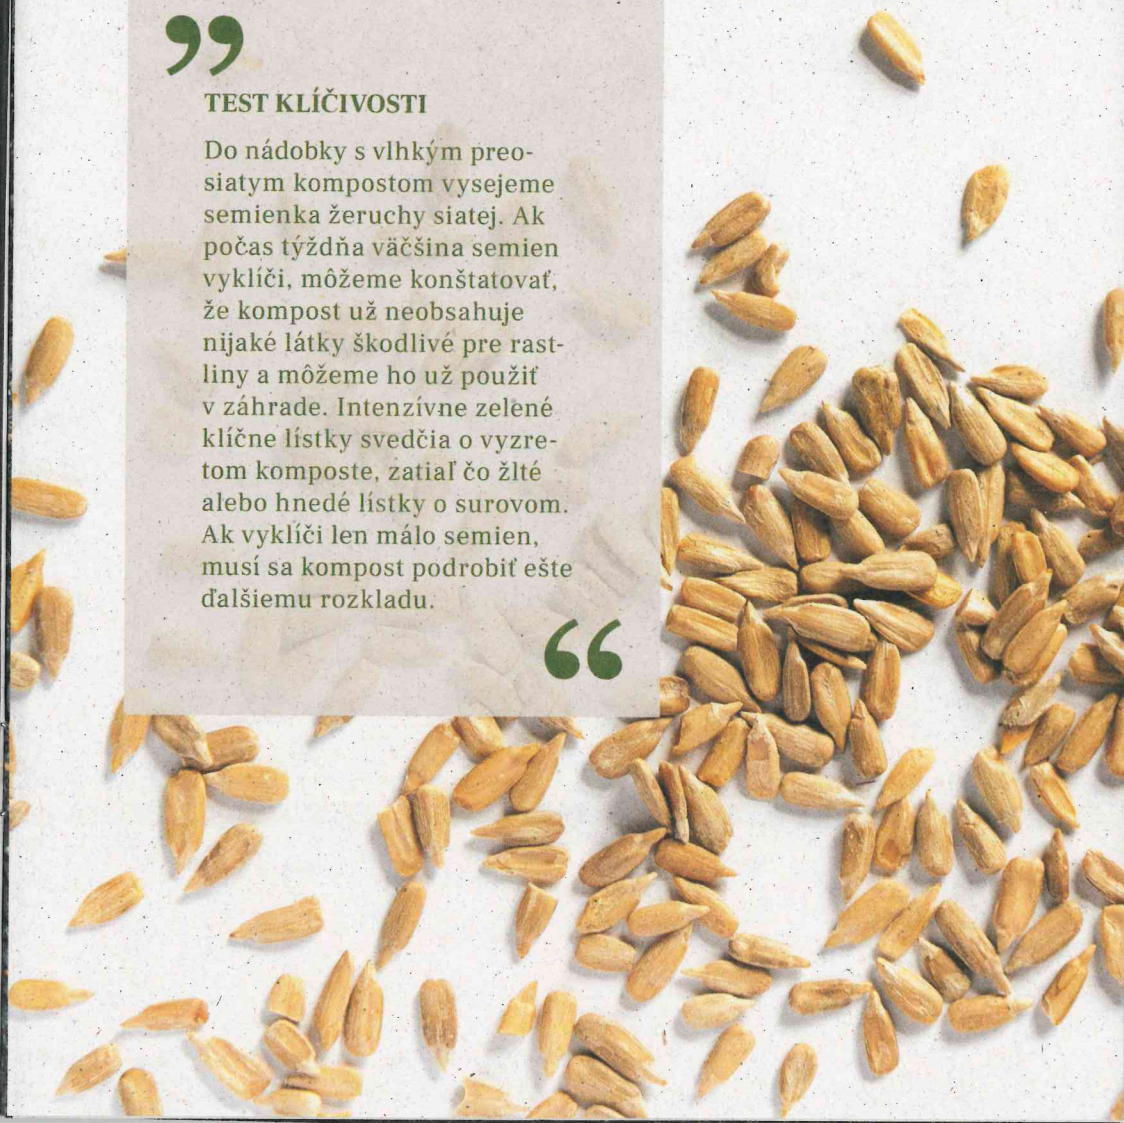 ”
TEST KLÍČIVOSTI
Do nádobky s vlhkým preo-
siatym kompostom vysejeme
semienka žeruchy siatej. Ak
počas týždňa väčšina semien
vyklíči, môžeme konštatovať,
že kompost už neobsahuje
nijaké látky škodlivé pre rast-
liny a môžeme ho už použiť
v záhrade. Intenzívne zelené
klíčne lístky svedčia o vyzre-
tom komposte, zatiaľ čo žlté
alebo hnedé lístky o surovom.
Ak vyklíči len málo semien,
musí sa kompost podrobiť ešte
ďalšiemu rozkladu.
“